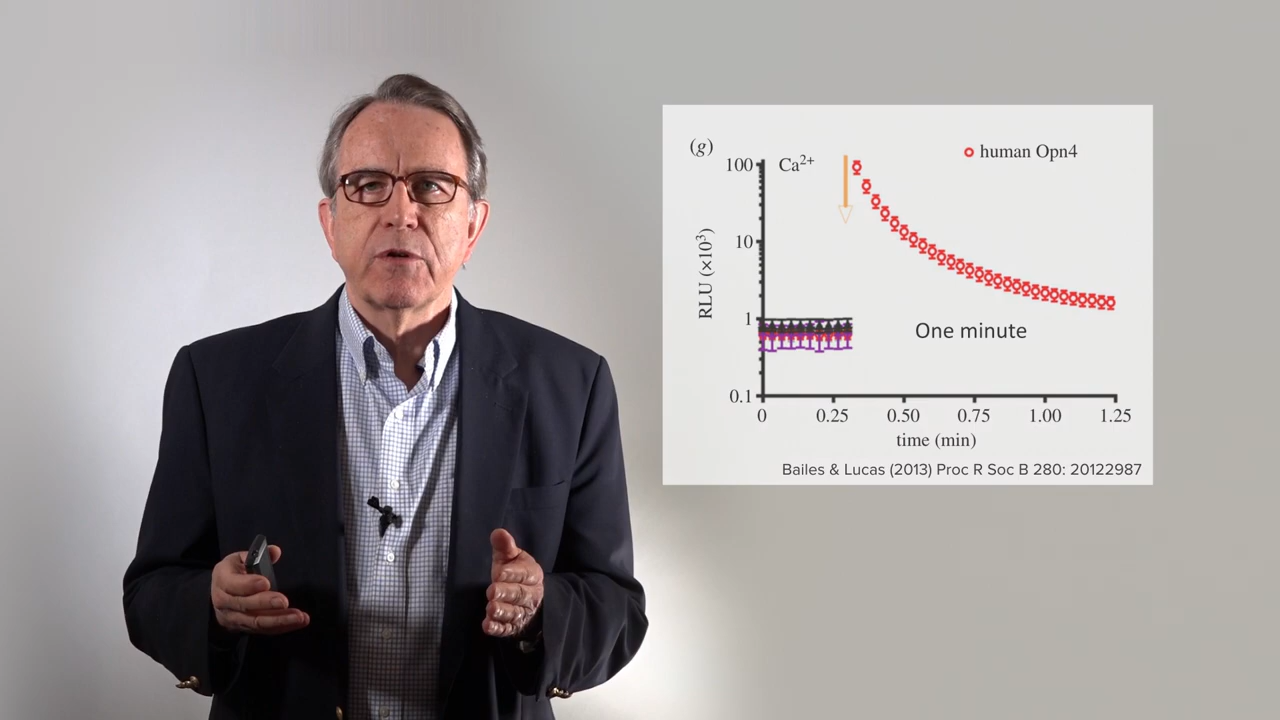 (g)
Ca²⁺
human Opn4
RLU (×10³)
100
10
1
0.1
One minute
0 0.25 0.50 0.75 1.00 1.25
time (min)
Bailes & Lucas (2013) Proc R Soc B 280: 20122987